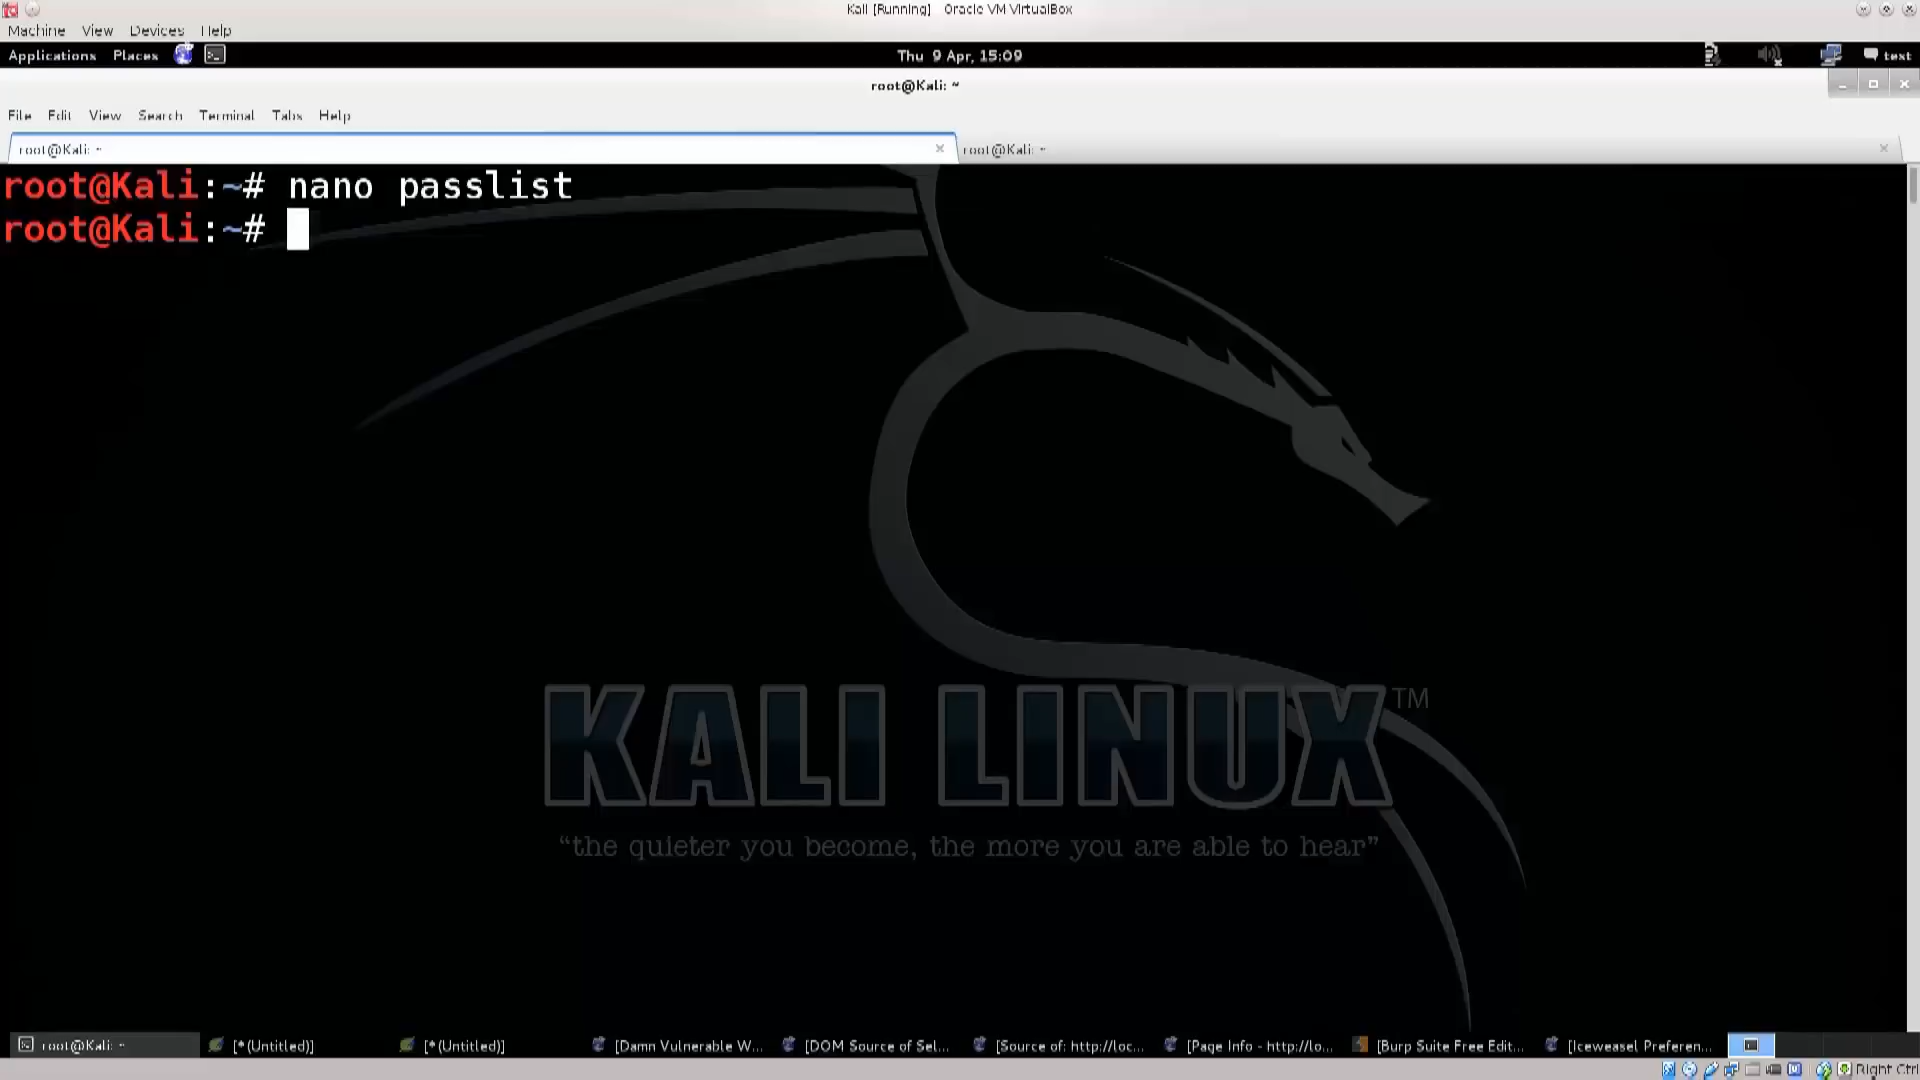 Kali [Running] - Oracle VM VirtualBox
Machine View Devices Help
Applications Places Thu 9 Apr, 15:09 text
root@Kali: ~
File Edit View Search Terminal Tabs Help
root@Kali: ~ root@Kali: ~
root@Kali:~# nano passlist
root@Kali:~#
KALI LINUX™
“the quieter you become, the more you are able to hear”
root@Kali: ~ [*(Untitled)] [*(Untitled)] [Damn Vulnerable W... [DOM Source of Sel... [Source of: http://loc... [Page Info - http://lo... [Burp Suite Free Edit... [Iceweasel Preferen...
Right Ctrl